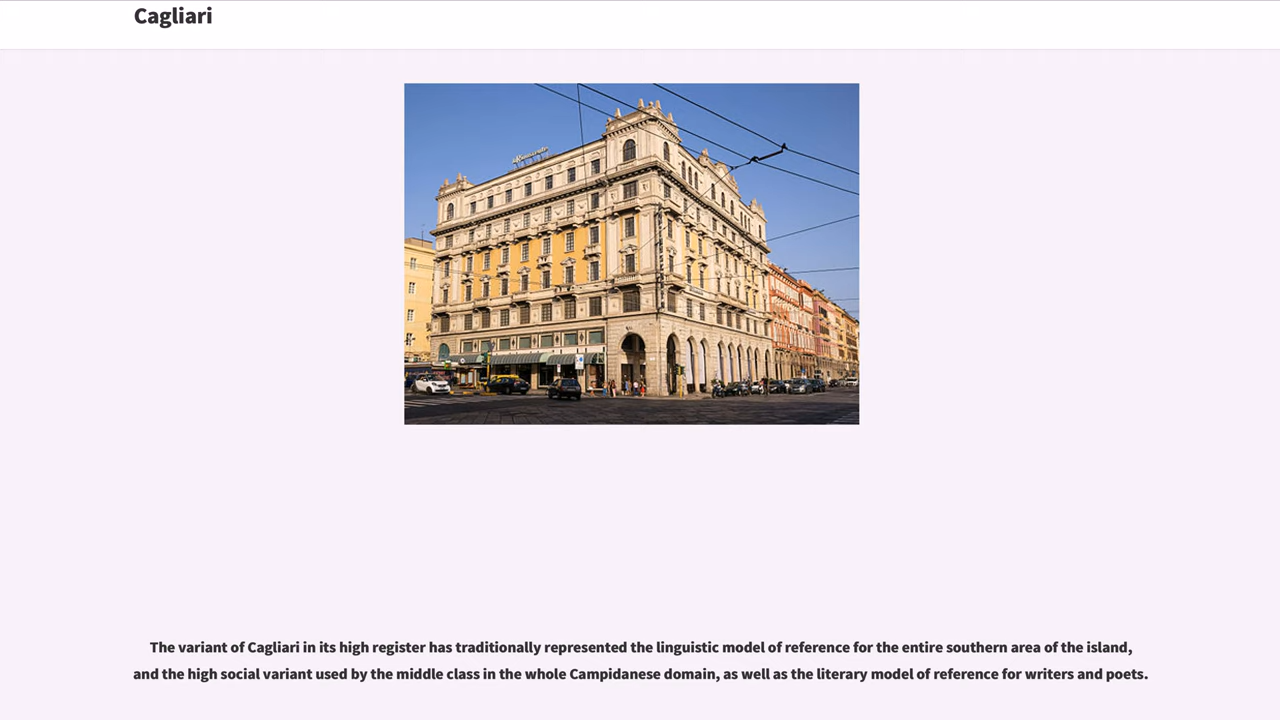 Cagliari
The variant of Cagliari in its high register has traditionally represented the linguistic model of reference for the entire southern area of the island,
and the high social variant used by the middle class in the whole Campidanese domain, as well as the literary model of reference for writers and poets.